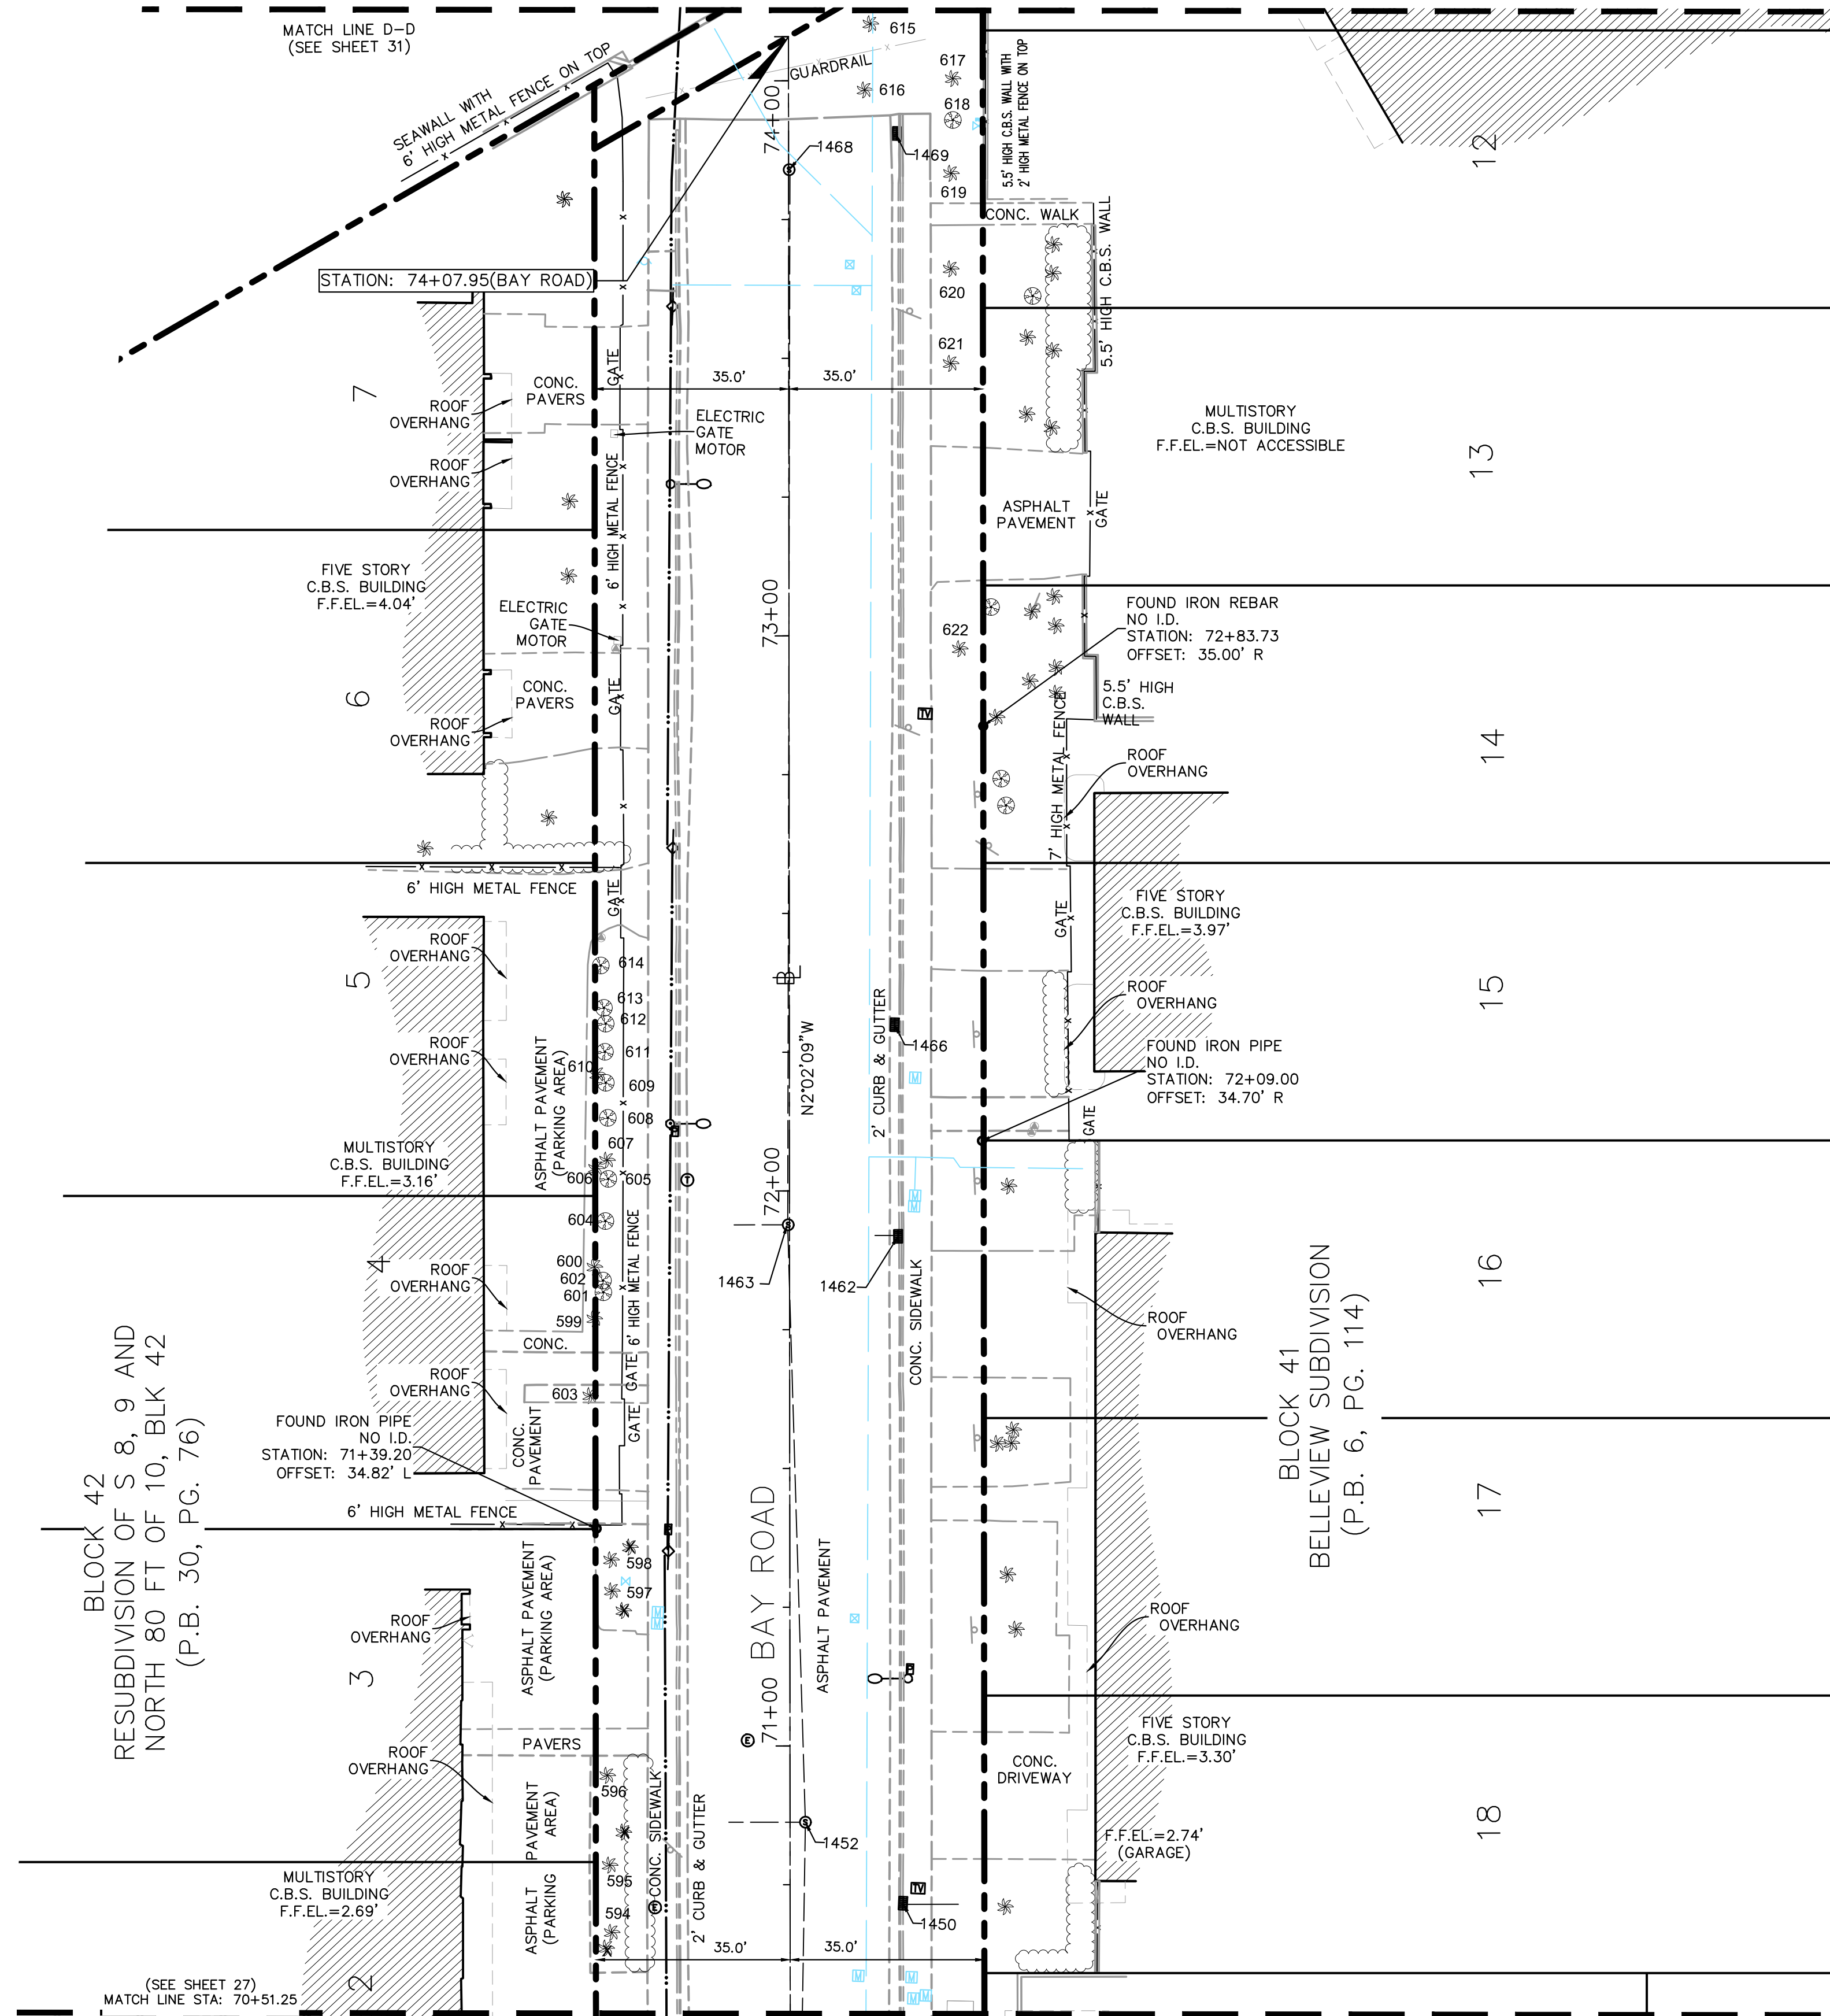 MATCH LINE D-D
(SEE SHEET 31)
SEAWALL WITH
6' HIGH METAL FENCE ON TOP
GUARDRAIL
615
616
617
618
619
5.5' HIGH C.B.S. WALL WITH
2' HIGH METAL FENCE ON TOP
74+00
1468
1469
12
CONC. WALK
5.5' HIGH C.B.S. WALL
STATION: 74+07.95(BAY ROAD)
620
621
35.0'
35.0'
7
GATE
CONC.
PAVERS
ROOF
OVERHANG
ROOF
OVERHANG
ELECTRIC
GATE
MOTOR
6' HIGH METAL FENCE
MULTISTORY
C.B.S. BUILDING
F.F.EL.=NOT ACCESSIBLE
13
ASPHALT
PAVEMENT
GATE
FIVE STORY
C.B.S. BUILDING
F.F.EL.=4.04'
ELECTRIC
GATE
MOTOR
73+00
622
FOUND IRON REBAR
NO I.D.
STATION: 72+83.73
OFFSET: 35.00' R
6
CONC.
PAVERS
GATE
ROOF
OVERHANG
TV
5.5' HIGH
C.B.S.
WALL
7' HIGH METAL FENCE
ROOF
OVERHANG
14
6' HIGH METAL FENCE
GATE
GATE
FIVE STORY
C.B.S. BUILDING
F.F.EL.=3.97'
5
ROOF
OVERHANG
614
613
612
611
610
609
608
607
606
605
604
B
L
N2°02'09"W
2' CURB & GUTTER
1466
M
ROOF
OVERHANG
15
FOUND IRON PIPE
NO I.D.
STATION: 72+09.00
OFFSET: 34.70' R
GATE
ROOF
OVERHANG
ASPHALT PAVEMENT
(PARKING AREA)
MULTISTORY
C.B.S. BUILDING
F.F.EL.=3.16'
T
72+00
S
M
M
1463
1462
4
600
602
601
599
ROOF
OVERHANG
6' HIGH METAL FENCE
CONC. SIDEWALK
16
ROOF
OVERHANG
CONC.
GATE
603
ROOF
OVERHANG
GATE
CONC.
PAVEMENT
FOUND IRON PIPE
NO I.D.
STATION: 71+39.20
OFFSET: 34.82' L
6' HIGH METAL FENCE
BLOCK 42
RESUBDIVISION OF S 8, 9 AND
NORTH 80 FT OF 10, BLK 42
(P.B. 30, PG. 76)
BLOCK 41
BELLEVIEW SUBDIVISION
(P.B. 6, PG. 114)
17
598
597
M
M
ASPHALT PAVEMENT
(PARKING AREA)
3
ROOF
OVERHANG
BAY ROAD
ASPHALT PAVEMENT
71+00
E
ROOF
OVERHANG
FIVE STORY
C.B.S. BUILDING
F.F.EL.=3.30'
CONC.
DRIVEWAY
PAVERS
ROOF
OVERHANG
596
595
594
ASPHALT PAVEMENT
(PARKING AREA)
CONC. SIDEWALK
E
2' CURB & GUTTER
S
1452
TV
1450
F.F.EL.=2.74'
(GARAGE)
18
MULTISTORY
C.B.S. BUILDING
F.F.EL.=2.69'
35.0'
35.0'
M
M
M
M
2
(SEE SHEET 27)
MATCH LINE STA: 70+51.25